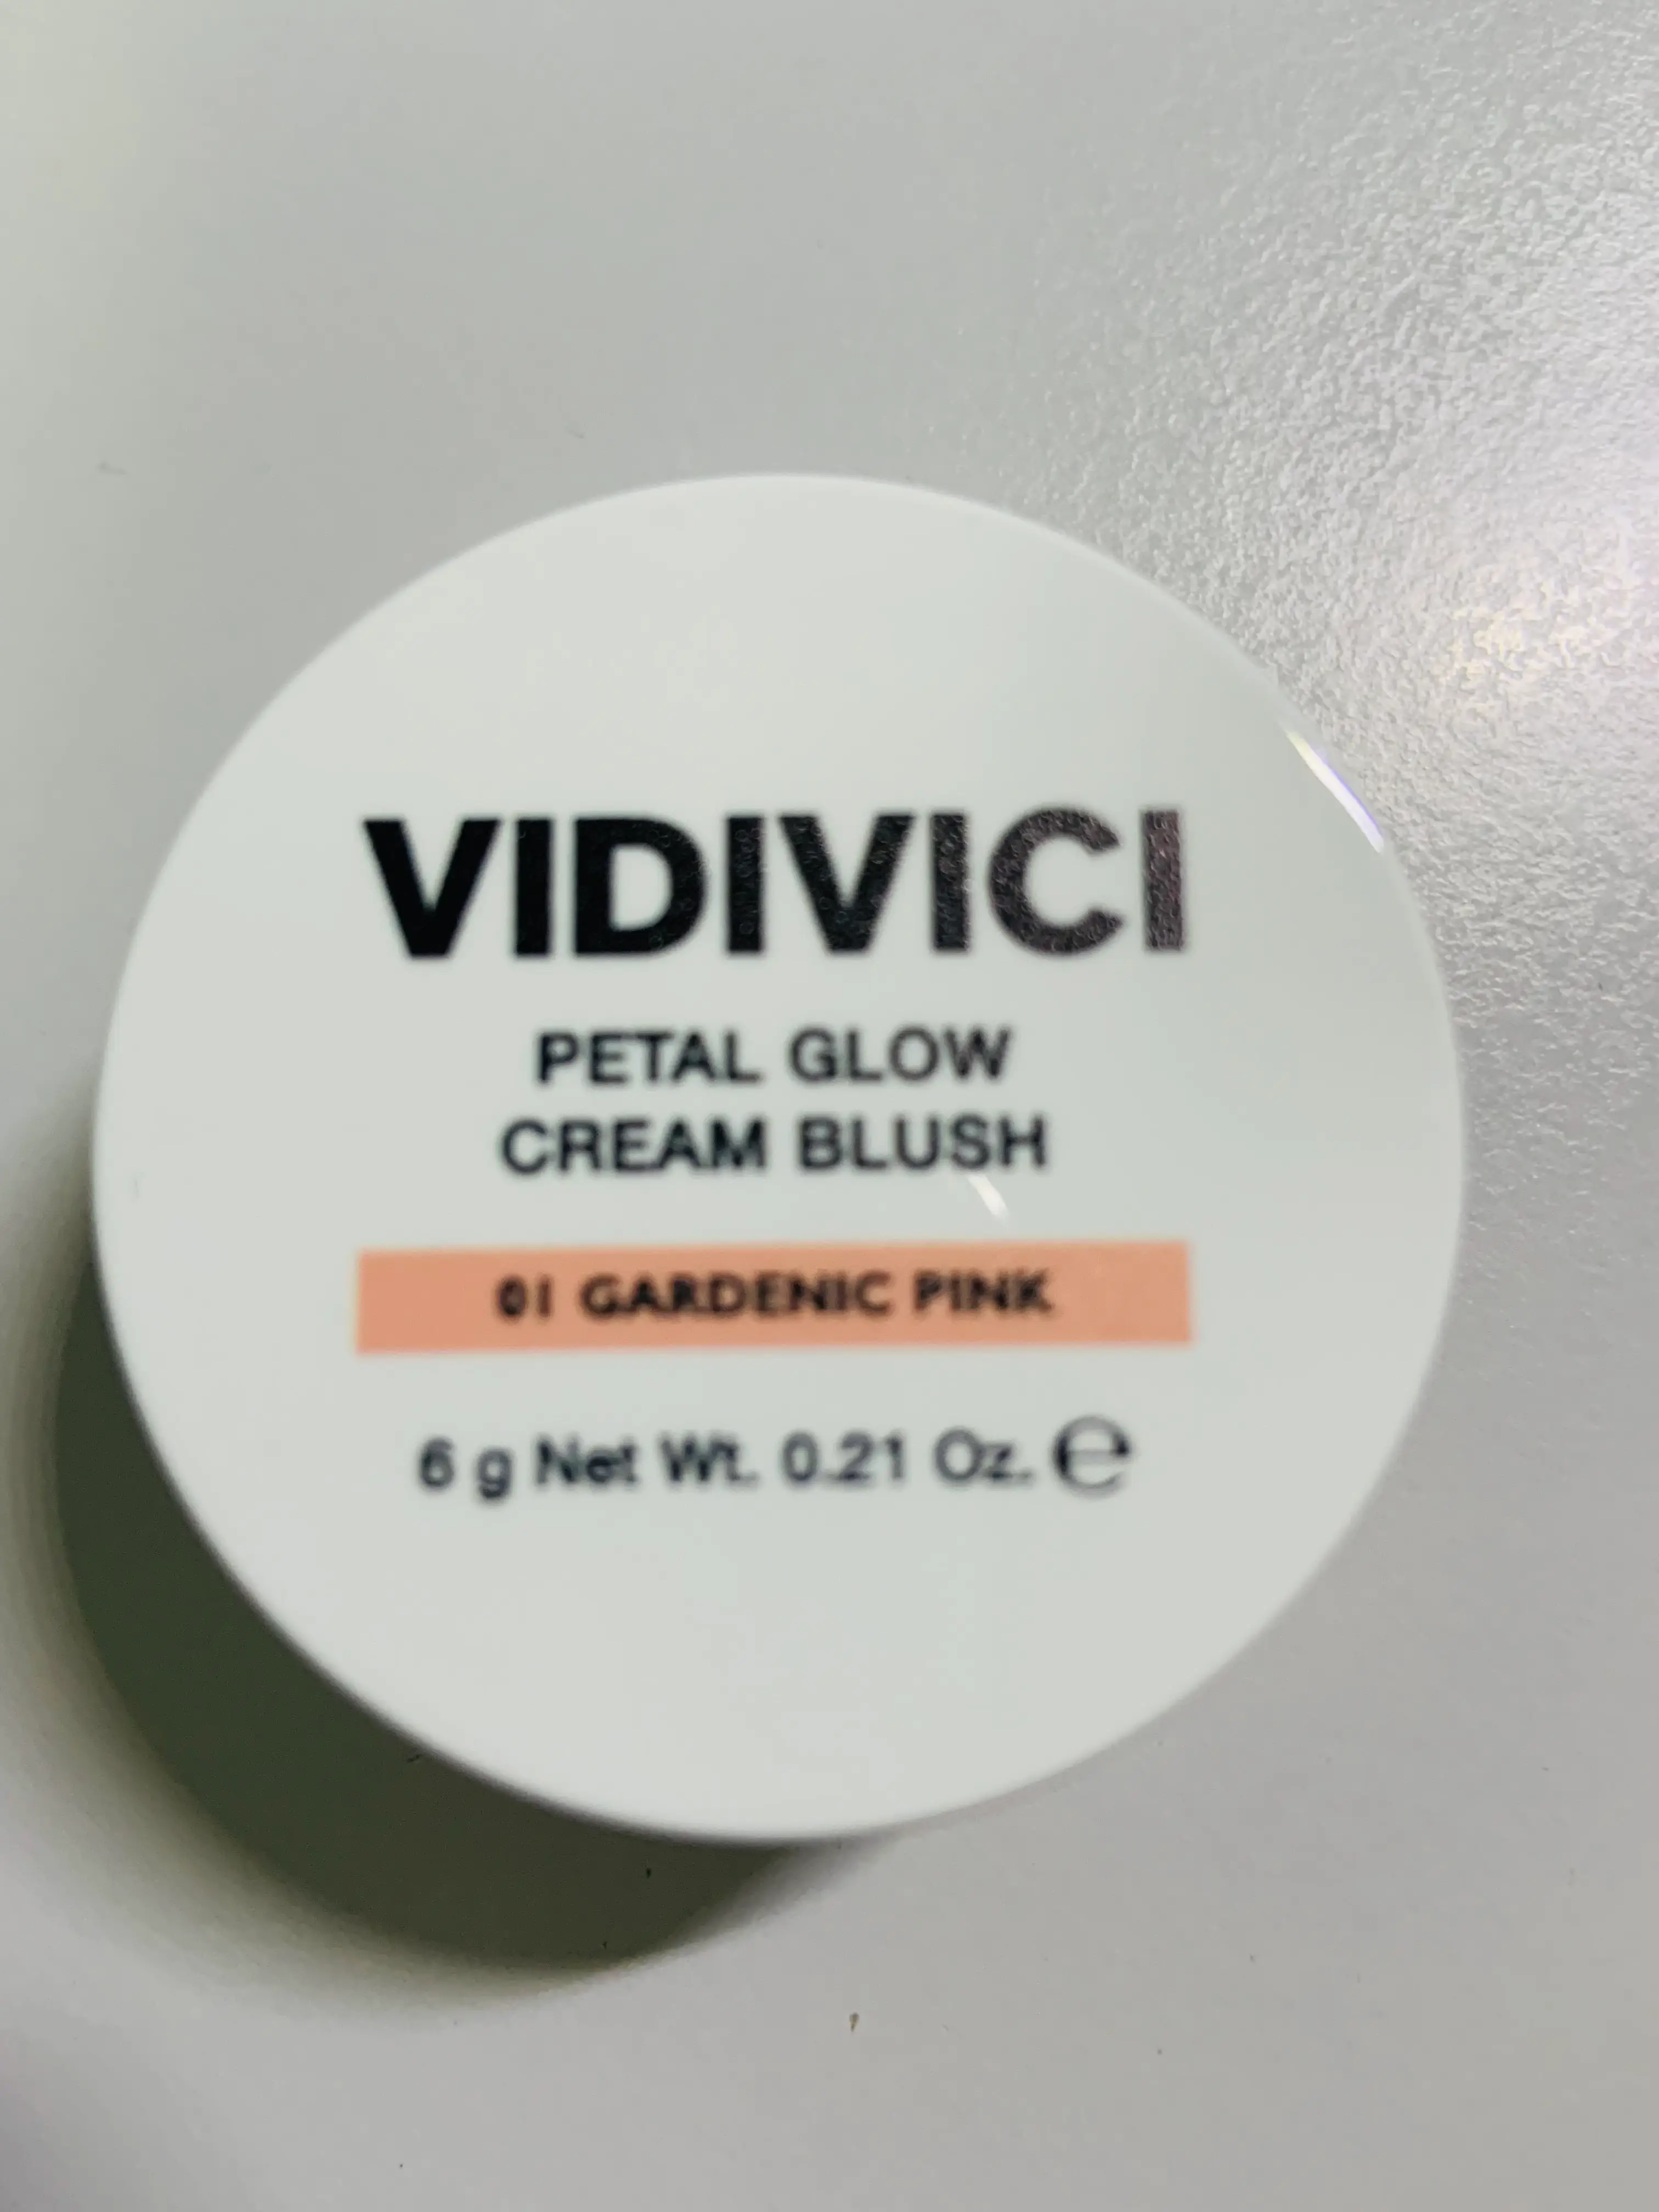 VIDIVICI
PETAL GLOW
CREAM BLUSH
01 GARDENIC PINK
6 g Net Wt. 0.21 Oz. ℮